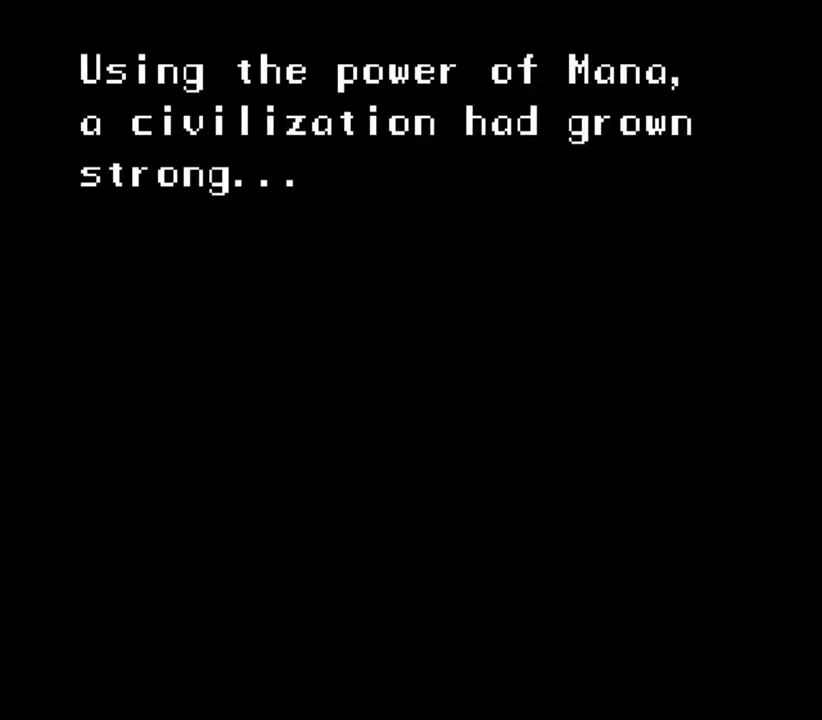 Using the power of Mana,
a civilization had grown
strong...